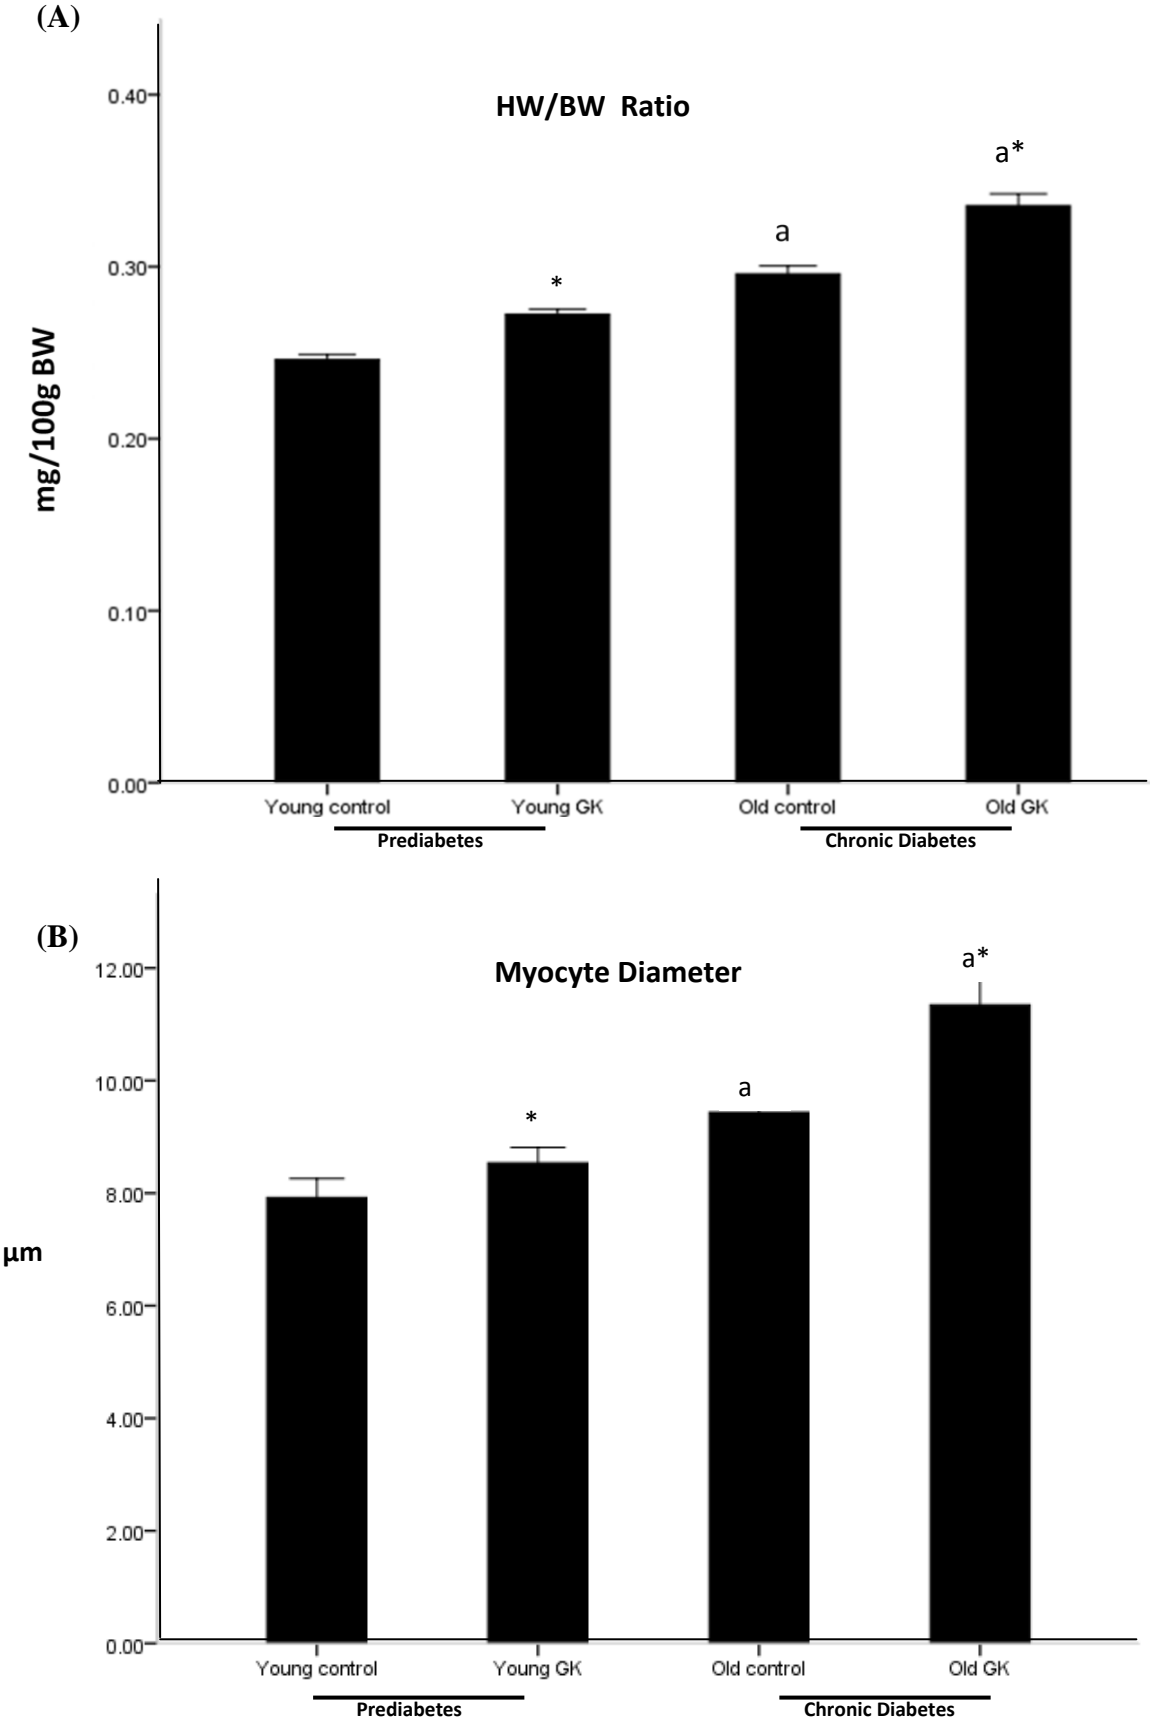 (A)
HW/BW Ratio
mg/100g BW
0.40
0.30
0.20
0.10
0.00
*
a
a*
Young control Young GK Old control Old GK
Prediabetes Chronic Diabetes
(B)
Myocyte Diameter
µm
12.00
10.00
8.00
6.00
4.00
2.00
0.00
*
a
a*
Young control Young GK Old control Old GK
Prediabetes Chronic Diabetes